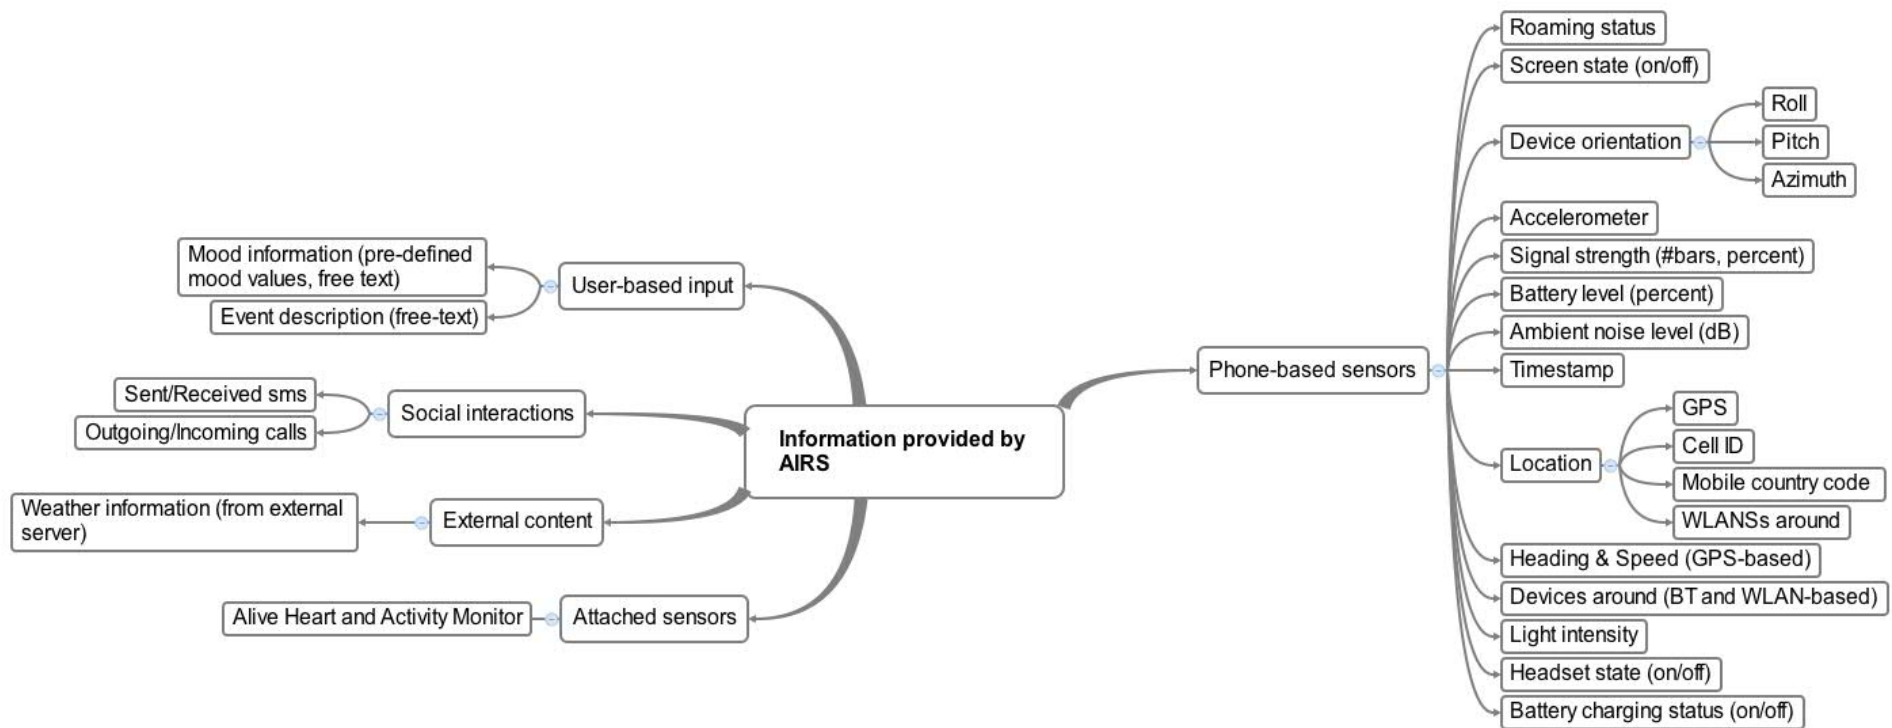 Information provided by
AIRS
User-based input
Mood information (pre-defined
mood values, free text)
Event description (free-text)
Social interactions
Sent/Received sms
Outgoing/Incoming calls
External content
Weather information (from external
server)
Attached sensors
Alive Heart and Activity Monitor
Phone-based sensors
Roaming status
Screen state (on/off)
Device orientation
Roll
Pitch
Azimuth
Accelerometer
Signal strength (#bars, percent)
Battery level (percent)
Ambient noise level (dB)
Timestamp
Location
GPS
Cell ID
Mobile country code
WLANSs around
Heading & Speed (GPS-based)
Devices around (BT and WLAN-based)
Light intensity
Headset state (on/off)
Battery charging status (on/off)